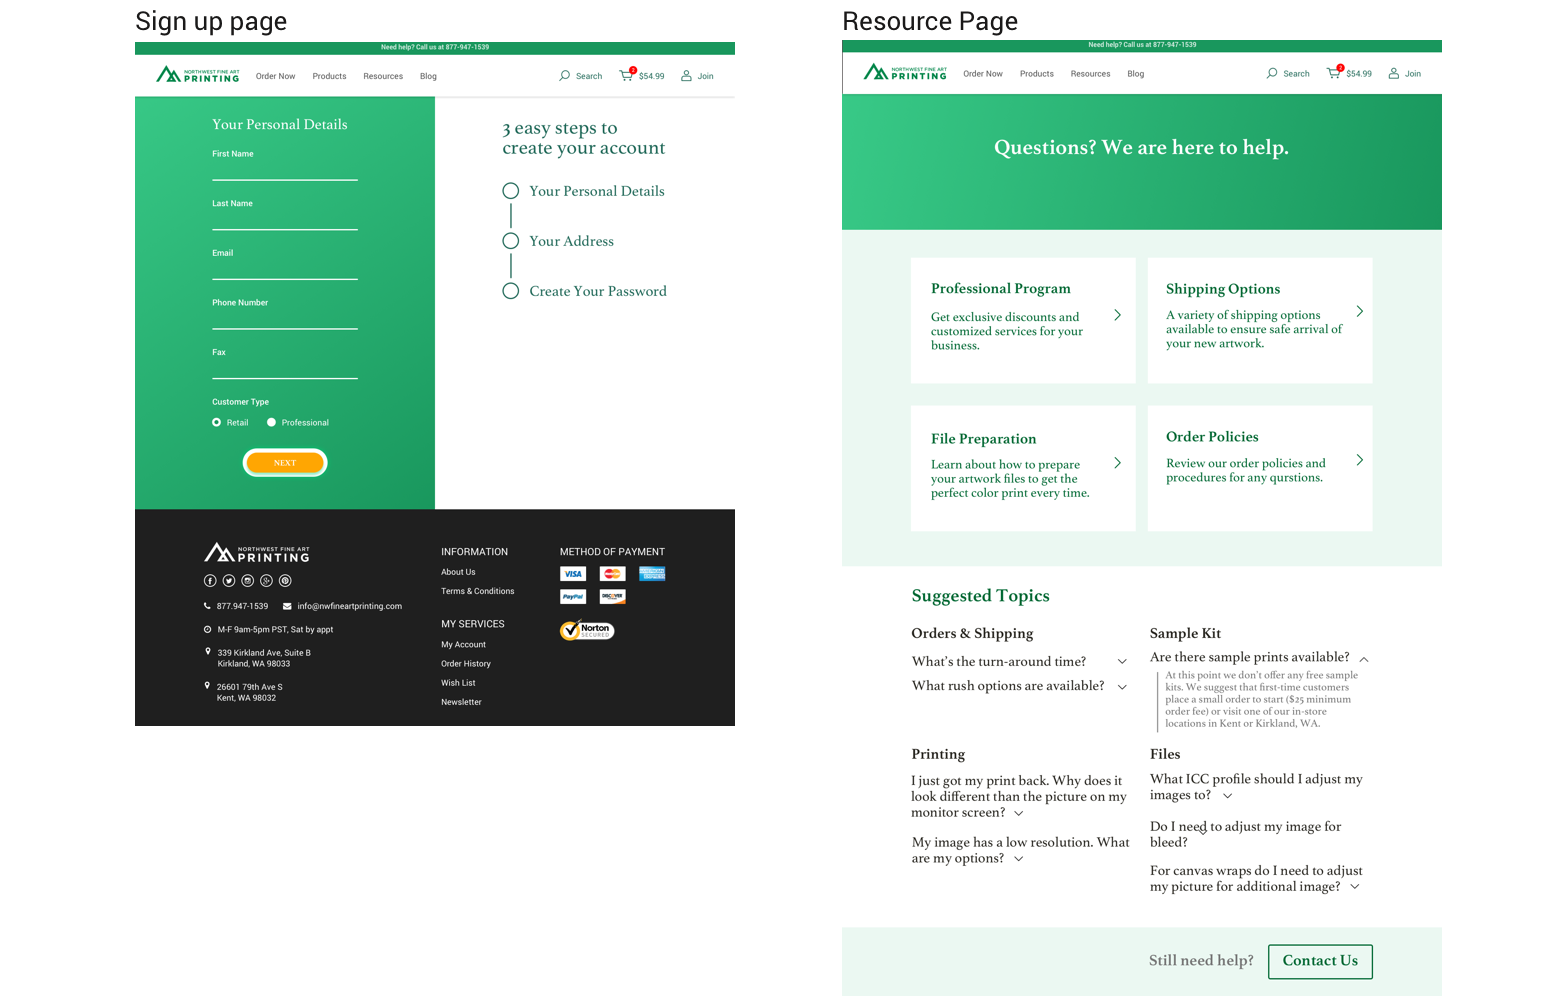 Sign up page
Need help? Call us at 877-947-1539
NORTHWEST FINE ART
PRINTING
Order Now
Products
Resources
Blog
Search
$54.99
Join
Your Personal Details
First Name
Last Name
Email
Phone Number
Fax
Customer Type
Retail
Professional
NEXT
3 easy steps to
create your account
Your Personal Details
Your Address
Create Your Password
NORTHWEST FINE ART
PRINTING
877.947-1539
info@nwfineartprinting.com
M-F 9am-5pm PST, Sat by appt
339 Kirkland Ave, Suite B
Kirkland, WA 98033
26601 79th Ave S
Kent, WA 98032
INFORMATION
About Us
Terms & Conditions
MY SERVICES
My Account
Order History
Wish List
Newsletter
METHOD OF PAYMENT
VISA
PayPal
DISCOVER
Norton
SECURED
Resource Page
Need help? Call us at 877-947-1539
NORTHWEST FINE ART
PRINTING
Order Now
Products
Resources
Blog
Search
2
$54.99
Join
Questions? We are here to help.
Professional Program
Get exclusive discounts and
customized services for your
business.
Shipping Options
A variety of shipping options
available to ensure safe arrival of
your new artwork.
File Preparation
Learn about how to prepare
your artwork files to get the
perfect color print every time.
Order Policies
Review our order policies and
procedures for any qurstions.
Suggested Topics
Orders & Shipping
What's the turn-around time?
What rush options are available?
Sample Kit
Are there sample prints available?
At this point we don't offer any free sample
kits. We suggest that first-time customers
place a small order to start ($25 minimum
order fee) or visit one of our in-store
locations in Kent or Kirkland, WA.
Printing
I just got my print back. Why does it
look different than the picture on my
monitor screen?
My image has a low resolution. What
are my options?
Files
What ICC profile should I adjust my
images to?
Do I need to adjust my image for
bleed?
For canvas wraps do I need to adjust
my picture for additional image?
Still need help?
Contact Us